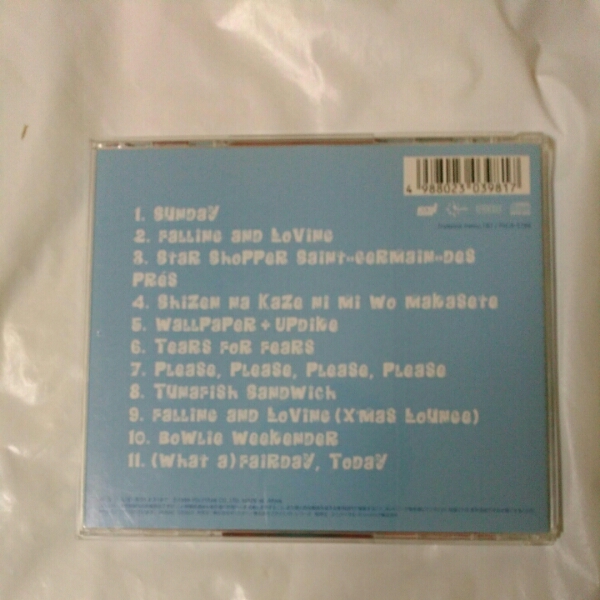 4 988023 039817
1. Sunday
2. Falling and Loving
3. Star Shopper Saint-Germain-des
Prés
4. Shizen na Kaze ni Mi wo Makasete
5. Wallpaper + Updike
6. Tears for Fears
7. Please, Please, Please, Please
8. Tunafish Sandwich
9. Falling and Loving (X'mas Lounge)
10. Bowlie Weekender
11. (What a) Fairday, Today